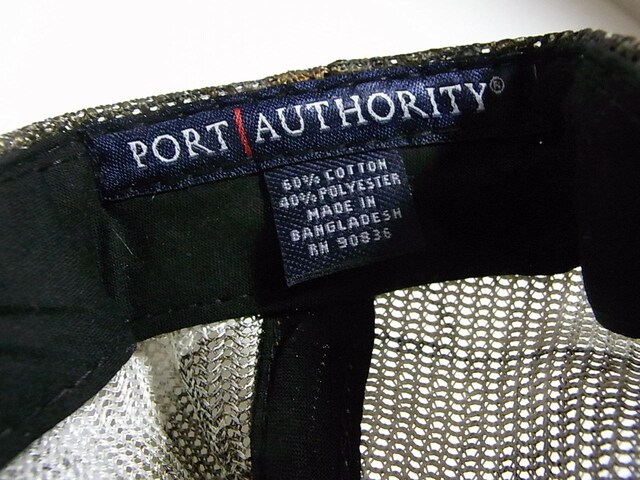 PORT | AUTHORITY®
60% COTTON
40% POLYESTER
MADE IN
BANGLADESH
RN 90836